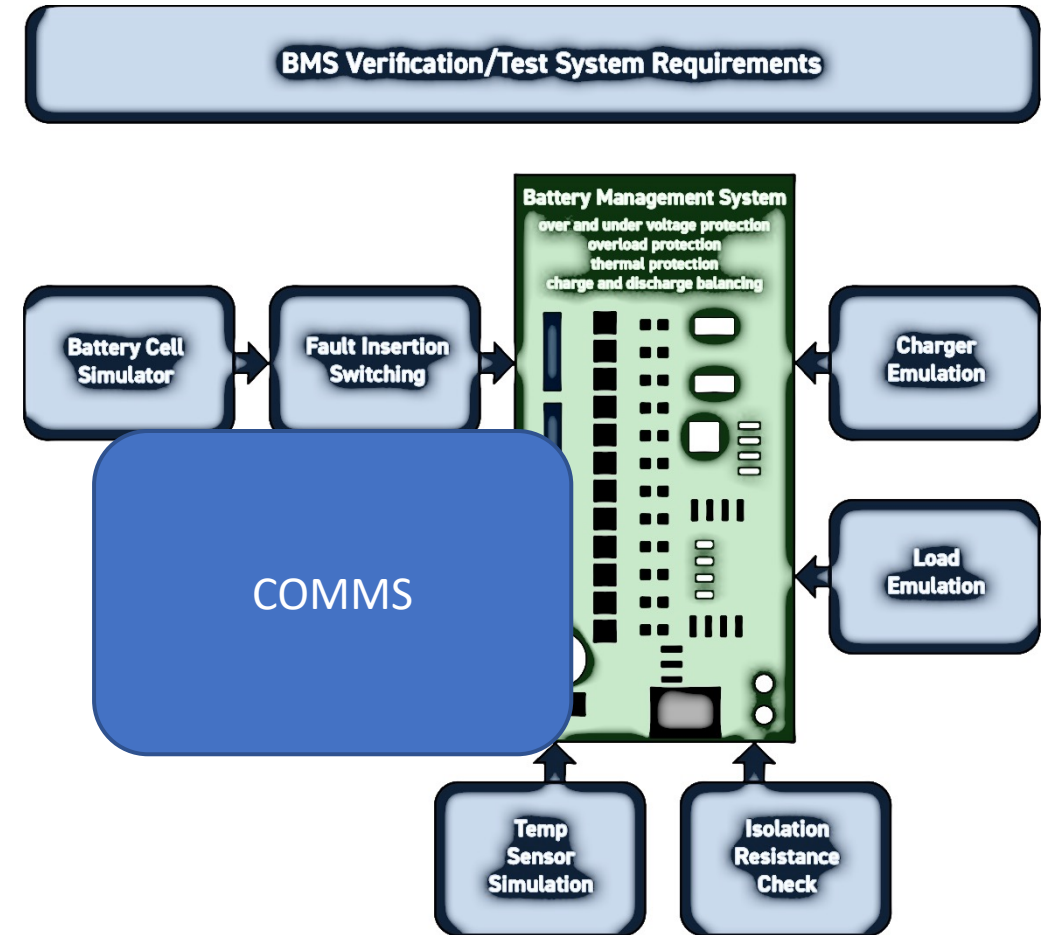 BMS Verification/Test System Requirements
Battery Management System
over and under voltage protection
overload protection
thermal protection
charge and discharge balancing
Battery Cell
Simulator
Fault Insertion
Switching
Charger
Emulation
COMMS
Load
Emulation
Temp
Sensor
Simulation
Isolation
Resistance
Check